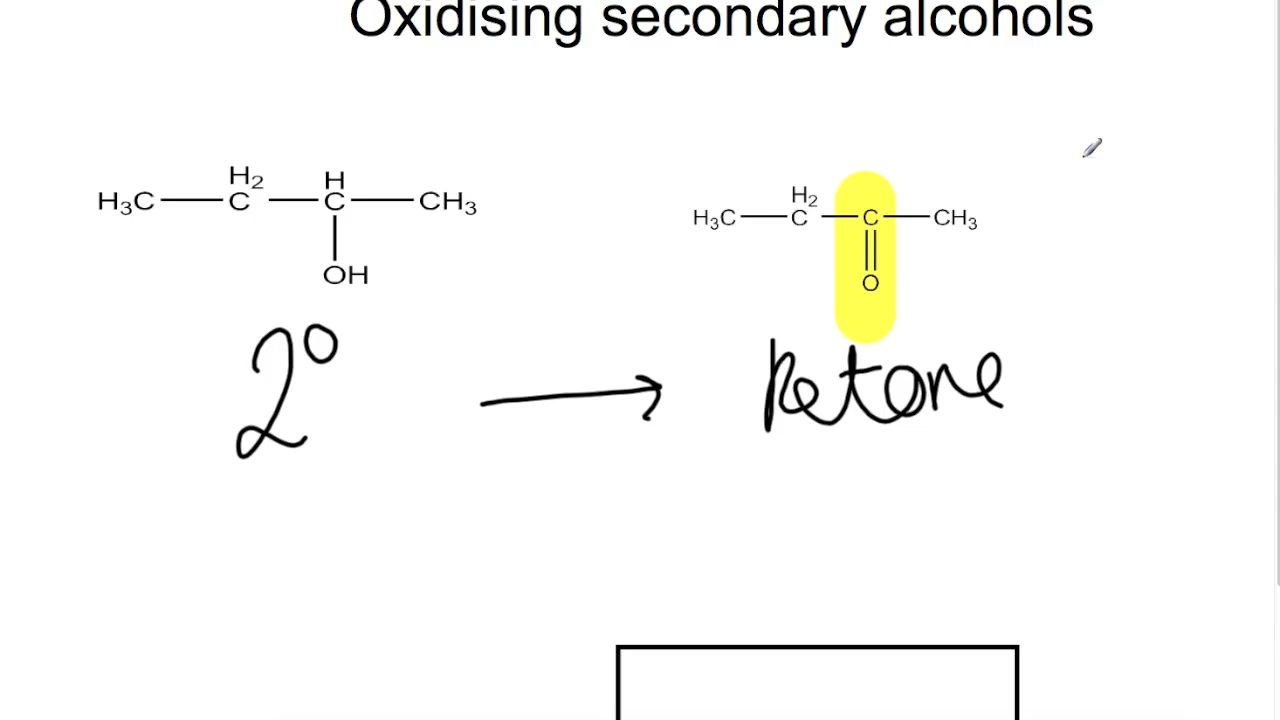 Oxidising secondary alcohols
H₂ H
H₃C C C CH₃
OH
H₂
H₃C C C CH₃
O
2° → Ketone